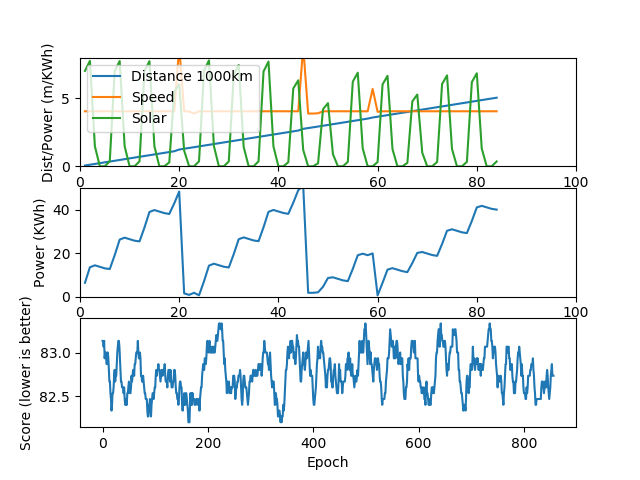 Dist/Power (m/KWh)
5
0
Distance 1000km
Speed
Solar
0 20 40 60 80 100
Power (KWh)
40
20
0
0 20 40 60 80 100
Score (lower is better)
83.0
82.5
0 200 400 600 800
Epoch